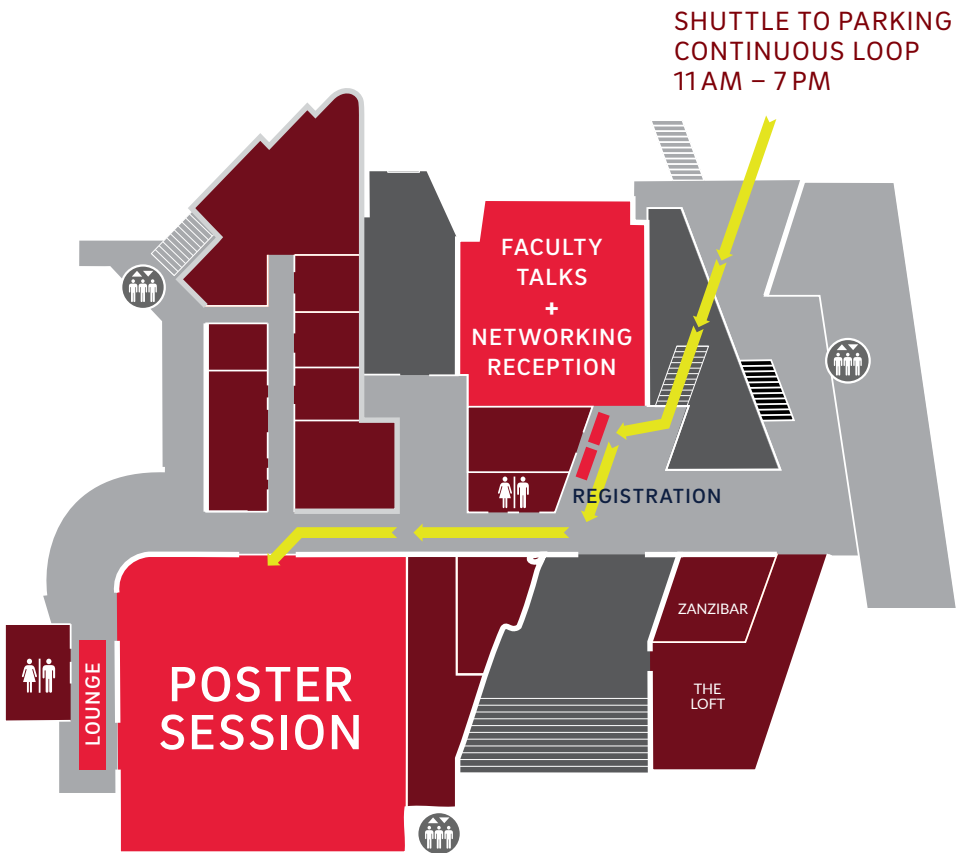 SHUTTLE TO PARKING
CONTINUOUS LOOP
11 AM – 7 PM
FACULTY
TALKS
+
NETWORKING
RECEPTION
REGISTRATION
ZANZIBAR
THE
LOFT
LOUNGE
POSTER
SESSION